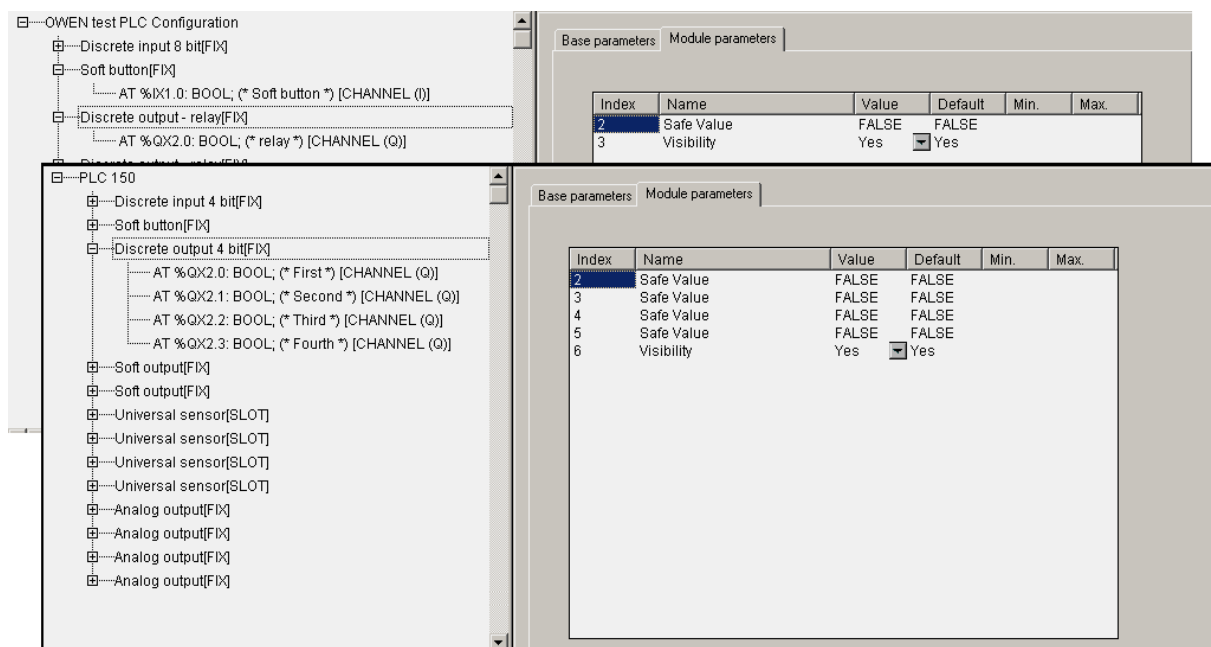 OWEN test PLC Configuration
Discrete input 8 bit[FIX]
Soft button[FIX]
AT %IX1.0: BOOL; (* Soft button *) [CHANNEL (I)]
Discrete output - relay[FIX]
AT %QX2.0: BOOL; (* relay *) [CHANNEL (Q)]
Discrete output - relay[FIX]
Base parameters Module parameters
Index Name Value Default Min. Max.
2 Safe Value FALSE FALSE
3 Visibility Yes Yes
PLC 150
Discrete input 4 bit[FIX]
Soft button[FIX]
Discrete output 4 bit[FIX]
AT %QX2.0: BOOL; (* First *) [CHANNEL (Q)]
AT %QX2.1: BOOL; (* Second *) [CHANNEL (Q)]
AT %QX2.2: BOOL; (* Third *) [CHANNEL (Q)]
AT %QX2.3: BOOL; (* Fourth *) [CHANNEL (Q)]
Soft output[FIX]
Soft output[FIX]
Universal sensor[SLOT]
Universal sensor[SLOT]
Universal sensor[SLOT]
Universal sensor[SLOT]
Analog output[FIX]
Analog output[FIX]
Analog output[FIX]
Analog output[FIX]
Base parameters Module parameters
Index Name Value Default Min. Max.
2 Safe Value FALSE FALSE
3 Safe Value FALSE FALSE
4 Safe Value FALSE FALSE
5 Safe Value FALSE FALSE
6 Visibility Yes Yes